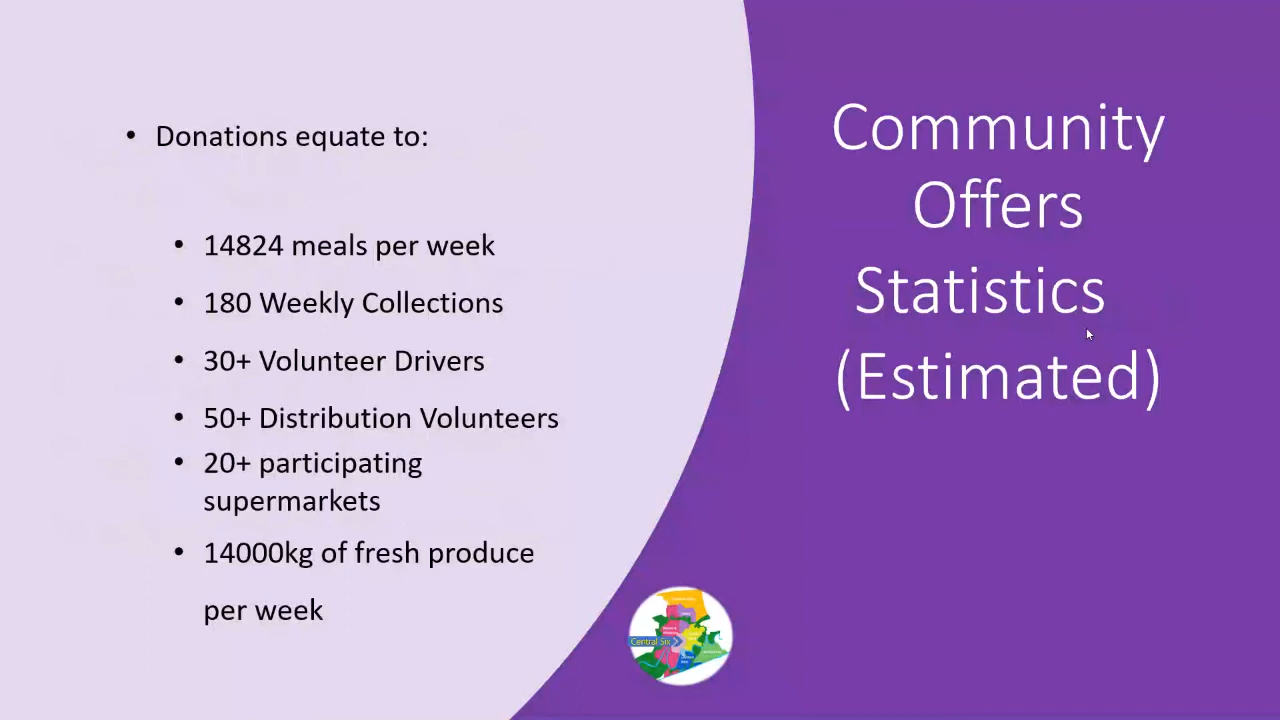 Donations equate to:
14824 meals per week
180 Weekly Collections
30+ Volunteer Drivers
50+ Distribution Volunteers
20+ participating
supermarkets
14000kg of fresh produce
per week
Community
Offers
Statistics
(Estimated)
Central Six